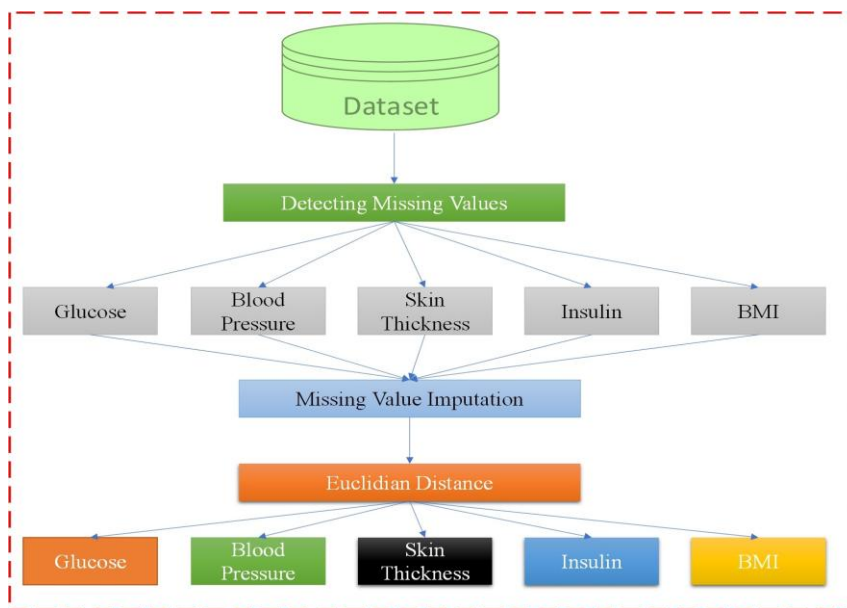 Dataset
Detecting Missing Values
Glucose
Blood
Pressure
Skin
Thickness
Insulin
BMI
Missing Value Imputation
Euclidian Distance
Glucose
Blood
Pressure
Skin
Thickness
Insulin
BMI